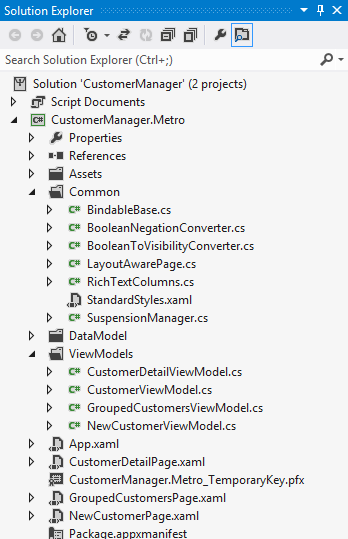 Solution Explorer
Search Solution Explorer (Ctrl+;)
Solution 'CustomerManager' (2 projects)
Script Documents
C# CustomerManager.Metro
Properties
References
Assets
Common
C# BindableBase.cs
C# BooleanNegationConverter.cs
C# BooleanToVisibilityConverter.cs
C# LayoutAwarePage.cs
C# RichTextColumns.cs
StandardStyles.xaml
C# SuspensionManager.cs
DataModel
ViewModels
C# CustomerDetailViewModel.cs
C# CustomerViewModel.cs
C# GroupedCustomersViewModel.cs
C# NewCustomerViewModel.cs
App.xaml
CustomerDetailPage.xaml
CustomerManager.Metro_TemporaryKey.pfx
GroupedCustomersPage.xaml
NewCustomerPage.xaml
Package.appxmanifest